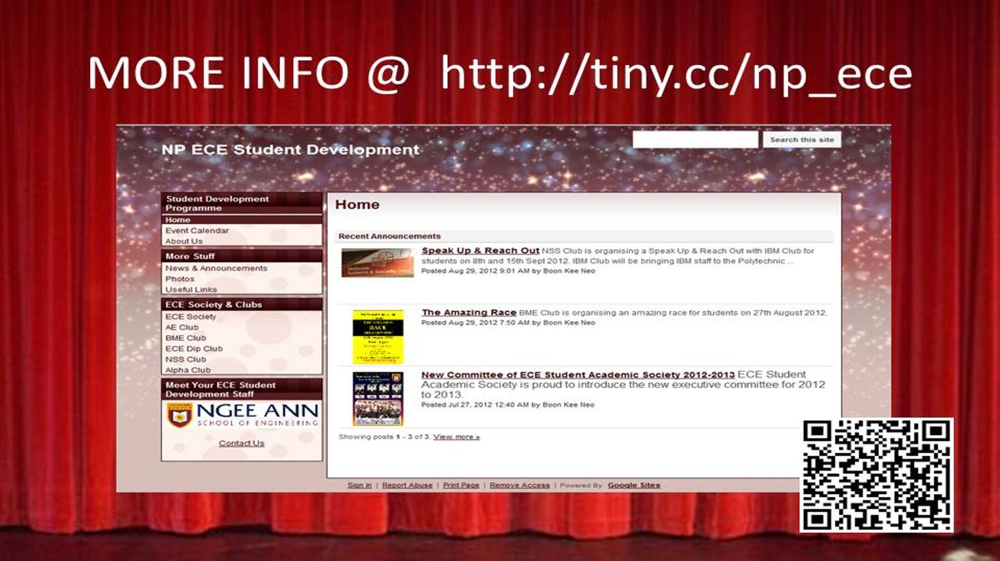 MORE INFO @ http://tiny.cc/np_ece
NP ECE Student Development
Search this site
Student Development
Programme
Home
Event Calendar
About Us
More Stuff
News & Announcements
Photos
Useful Links
ECE Society & Clubs
ECE Society
AE Club
BME Club
ECE Dip Club
NSS Club
Alpha Club
Meet Your ECE Student
Development Staff
NGEE ANN
SCHOOL OF ENGINEERING
Contact Us
Home
Recent Announcements
Speak Up & Reach Out NSS Club is organising a Speak Up & Reach Out with IBM Club for
students on 8th and 15th Sept 2012. IBM Club will be bringing IBM staff to the Polytechnic ...
Posted Aug 29, 2012 9:01 AM by Boon Kee Neo
Network
Systems & Security
The Amazing Race BME Club is organising an amazing race for students on 27th August 2012.
Posted Aug 29, 2012 7:50 AM by Boon Kee Neo
RACE
New Committee of ECE Student Academic Society 2012-2013 ECE Student
Academic Society is proud to introduce the new executive committee for 2012
to 2013.
Posted Jul 27, 2012 12:40 AM by Boon Kee Neo
Showing posts 1 - 3 of 3. View more »
Sign in | Report Abuse | Print Page | Remove Access | Powered By Google Sites